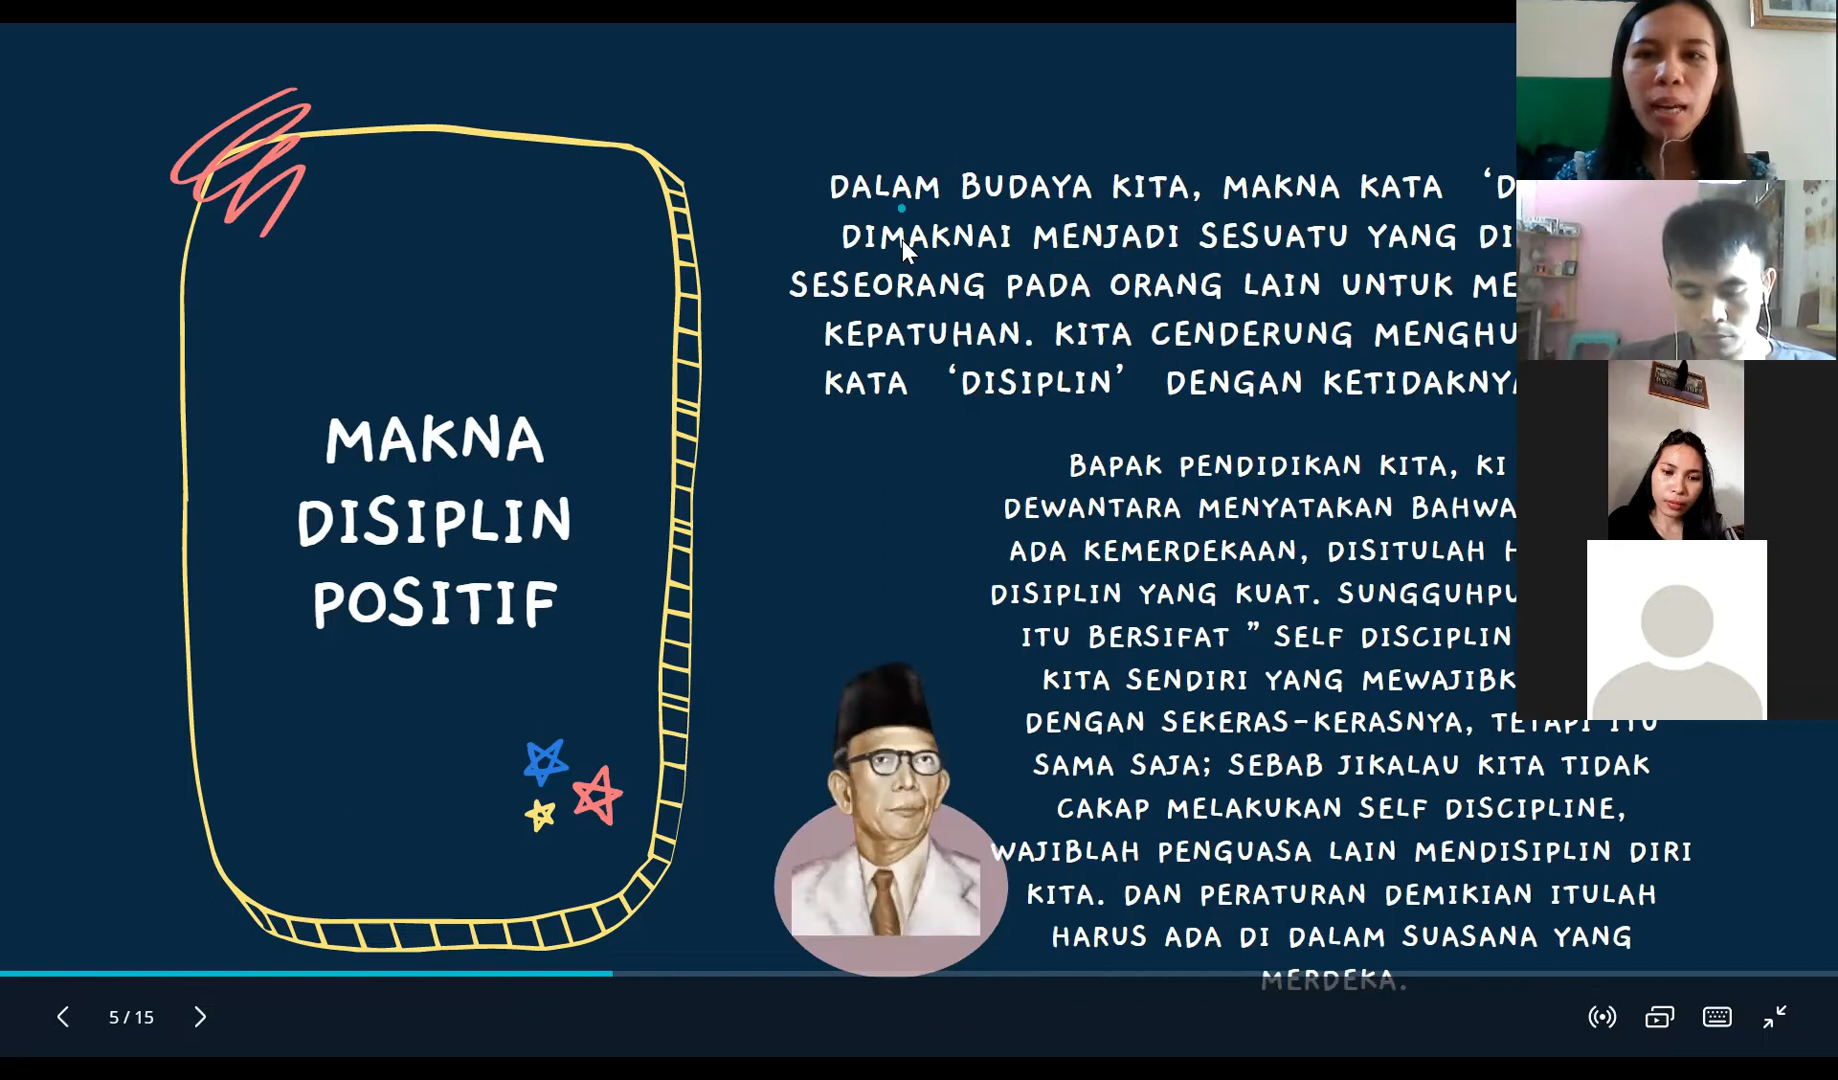 MAKNA
DISIPLIN
POSITIF
DALAM BUDAYA KITA, MAKNA KATA
DIMAKNAI MENJADI SESUATU YANG
SESEORANG PADA ORANG LAIN UNTUK
KEPATUHAN. KITA CENDERUNG
KATA ‘DISIPLIN’ DENGAN
BAPAK PENDIDIKAN KITA, KI
DEWANTARA MENYATAKAN BAHWA
ADA KEMERDEKAAN, DISITULAH
DISIPLIN YANG KUAT.
ITU BERSIFAT ” SELF
KITA SENDIRI YANG
DENGAN SEKERAS-KERASNYA, TETAPI ITU
SAMA SAJA; SEBAB JIKALAU KITA TIDAK
CAKAP MELAKUKAN SELF DISCIPLINE,
WAJIBLAH PENGUASA LAIN MENDISIPLIN DIRI
KITA. DAN PERATURAN DEMIKIAN ITULAH
HARUS ADA DI DALAM SUASANA YANG
MERDEKA.
5 / 15